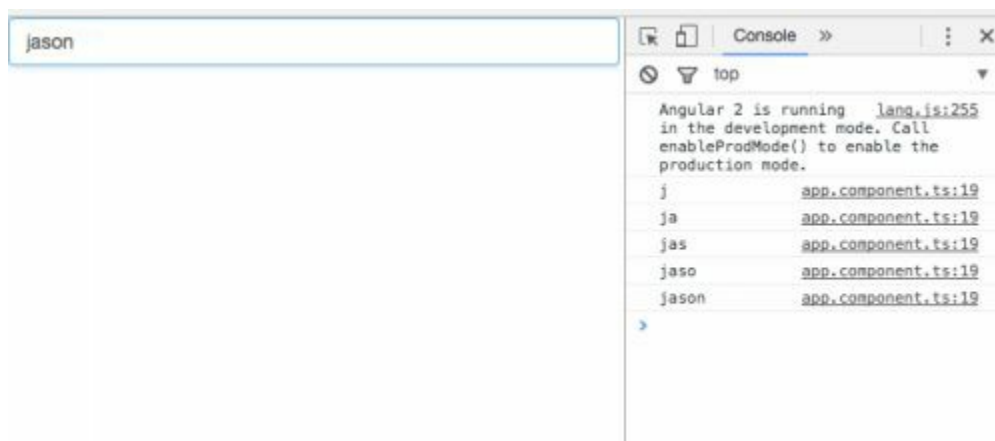 jason
Console »
top
Angular 2 is running lang.js:255
in the development mode. Call
enableProdMode() to enable the
production mode.
j app.component.ts:19
ja app.component.ts:19
jas app.component.ts:19
jaso app.component.ts:19
jason app.component.ts:19